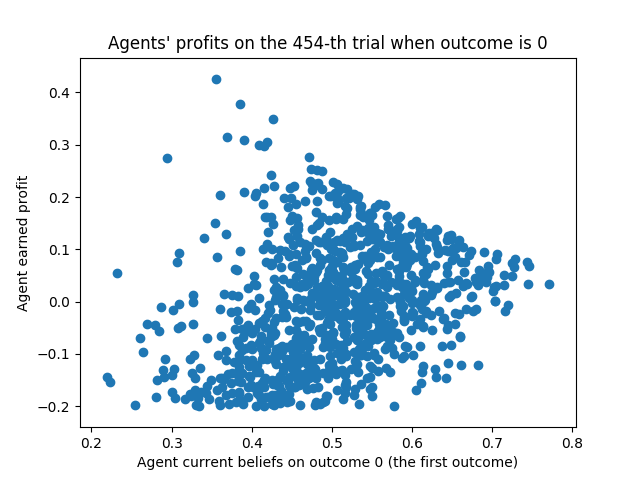 Agents' profits on the 454-th trial when outcome is 0
0.4
0.3
0.2
0.1
0.0
−0.1
−0.2
Agent earned profit
0.2 0.3 0.4 0.5 0.6 0.7 0.8
Agent current beliefs on outcome 0 (the first outcome)